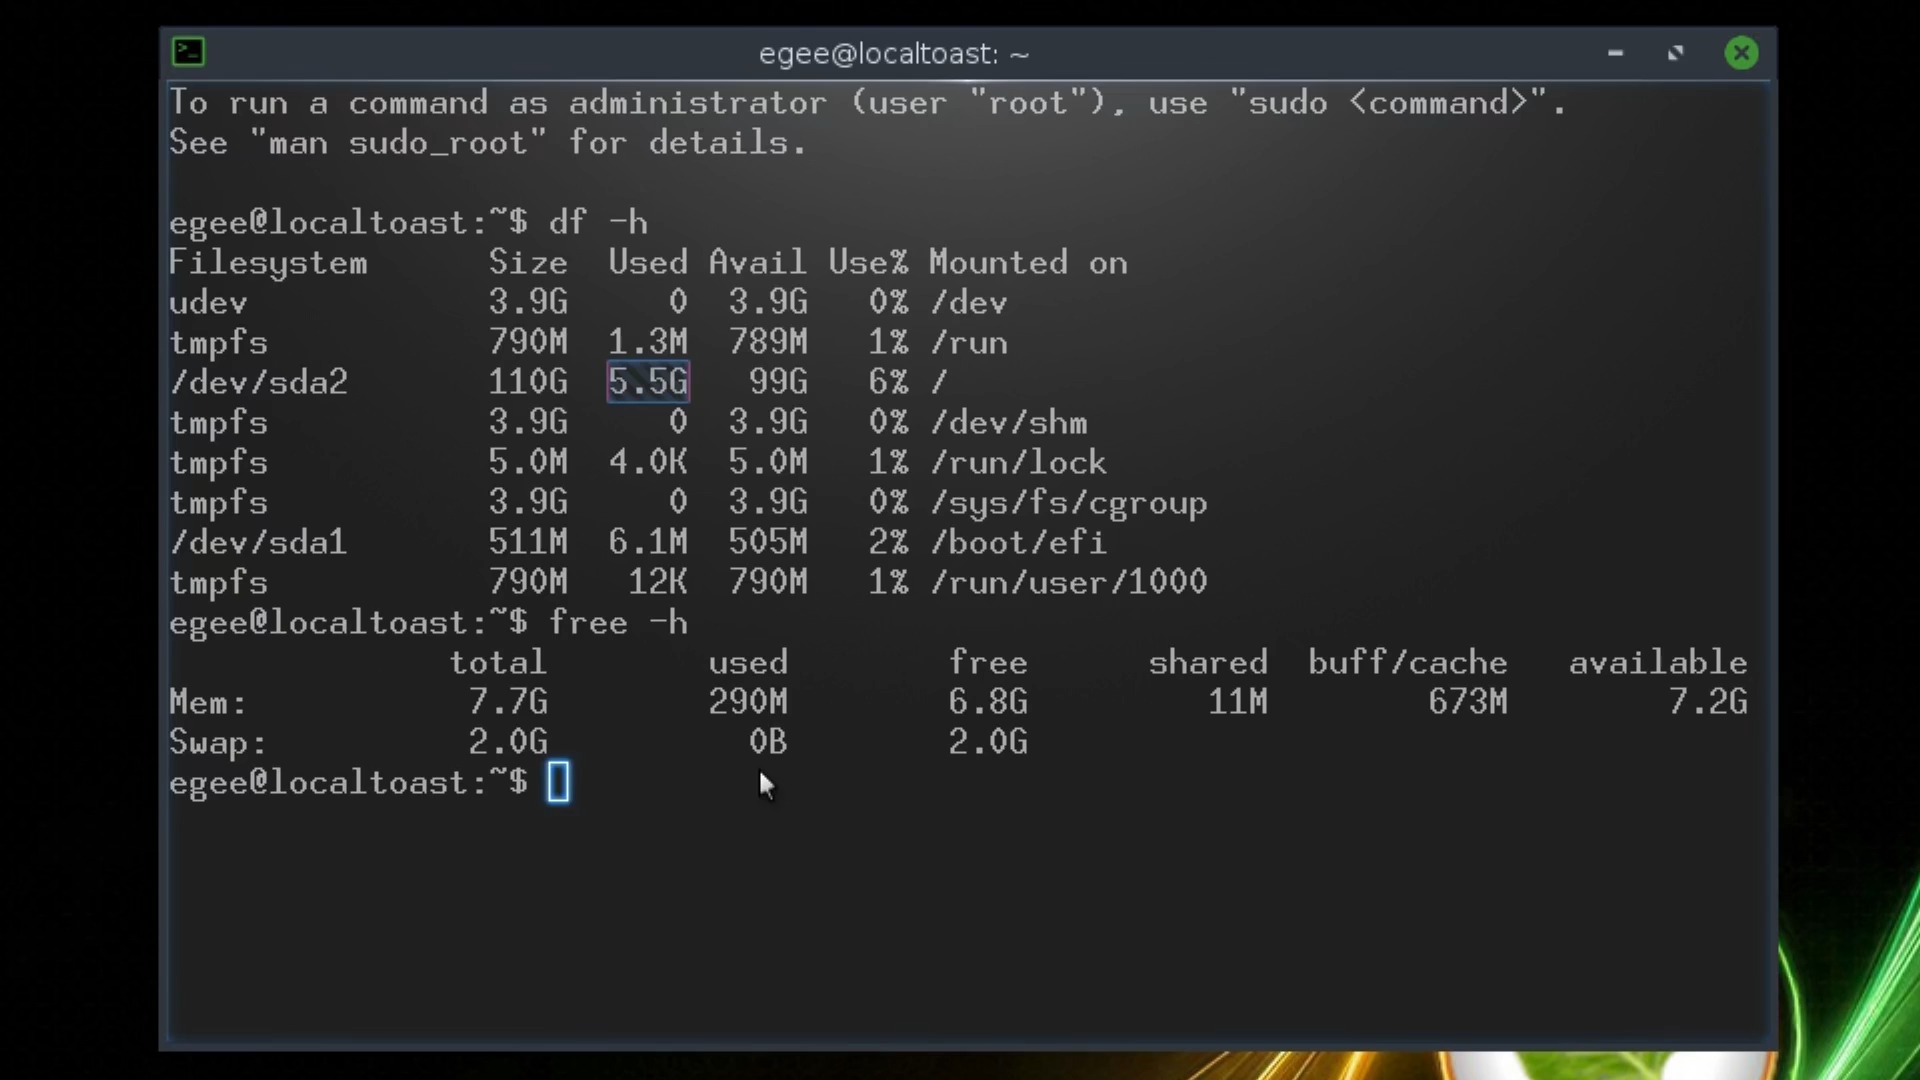 egee@localtoast: ~
To run a command as administrator (user "root"), use "sudo <command>".
See "man sudo_root" for details.
egee@localtoast:~$ df -h
Filesystem Size Used Avail Use% Mounted on
udev 3.9G 0 3.9G 0% /dev
tmpfs 790M 1.3M 789M 1% /run
/dev/sda2 110G 5.5G 99G 6% /
tmpfs 3.9G 0 3.9G 0% /dev/shm
tmpfs 5.0M 4.0K 5.0M 1% /run/lock
tmpfs 3.9G 0 3.9G 0% /sys/fs/cgroup
/dev/sda1 511M 6.1M 505M 2% /boot/efi
tmpfs 790M 12K 790M 1% /run/user/1000
egee@localtoast:~$ free -h
total used free shared buff/cache available
Mem: 7.7G 290M 6.8G 11M 673M 7.2G
Swap: 2.0G 0B 2.0G
egee@localtoast:~$